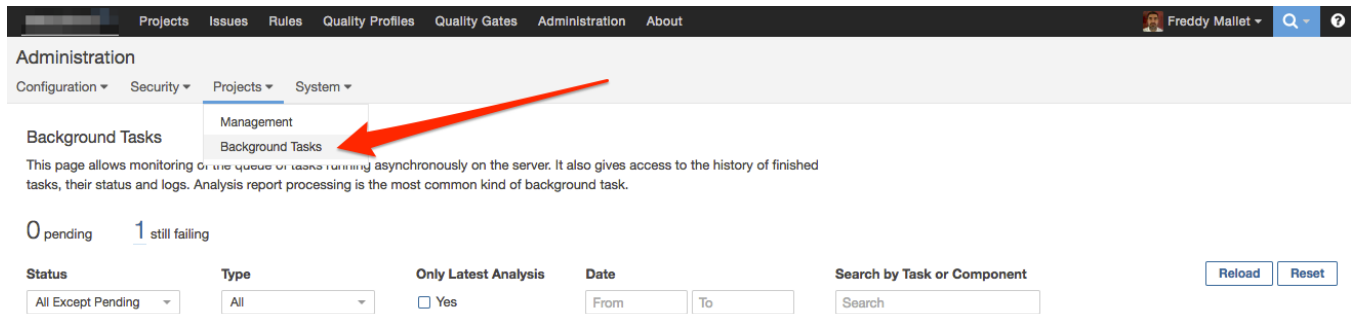 Projects Issues Rules Quality Profiles Quality Gates Administration About Freddy Mallet
Administration
Configuration Security Projects System
Management
Background Tasks
Background Tasks
This page allows monitoring of the queue of tasks running asynchronously on the server. It also gives access to the history of finished
tasks, their status and logs. Analysis report processing is the most common kind of background task.
0 pending 1 still failing
Status Type Only Latest Analysis Date Search by Task or Component Reload Reset
All Except Pending All Yes From To Search